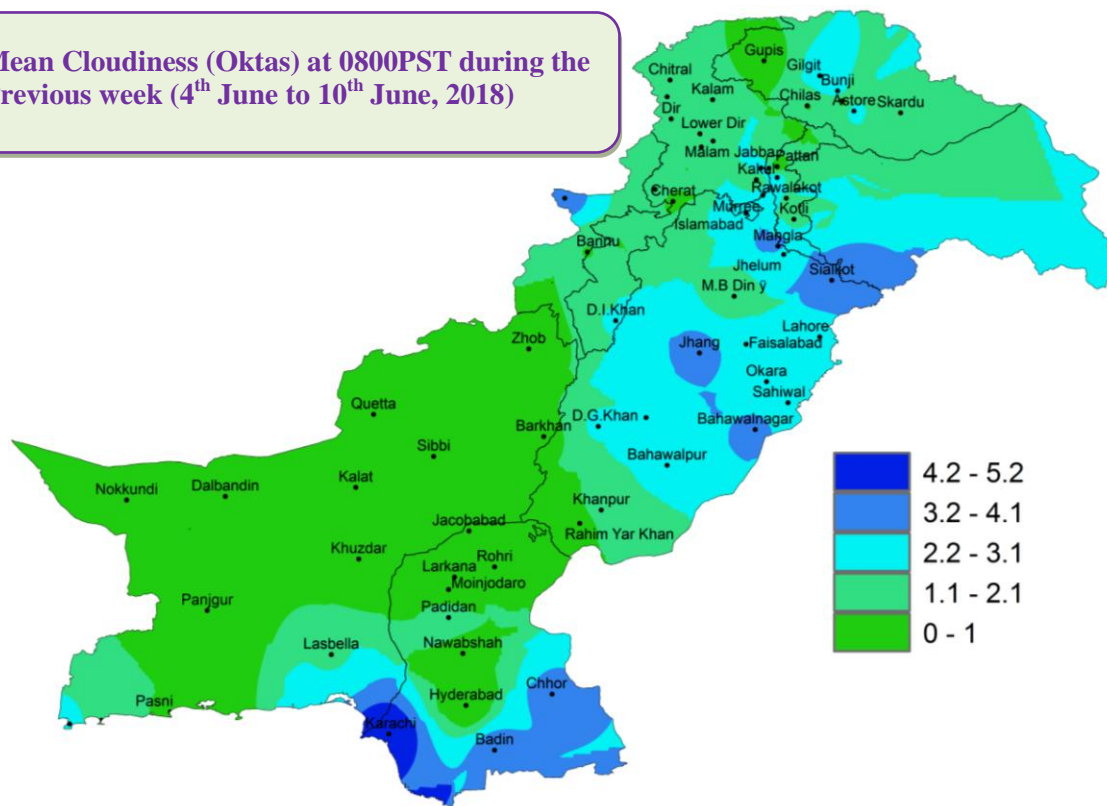 Mean Cloudiness (Oktas) at 0800PST during the
Previous week (4th June to 10th June, 2018)
Gupis
Gilgit
Chitral
Bunji
Kalam
Chilas
Astore
Skardu
Dir
Lower Dir
Malam Jabba
Pattan
Kakul
Rawalakot
Cherat
Murree
Kotli
Islamabad
Mangla
Bannu
Jhelum
Sialkot
M.B Din ÿ
D.I.Khan
Lahore
Zhob
Jhang
Faisalabad
Okara
Sahiwal
Quetta
D.G.Khan
Bahawalnagar
Barkhan
Sibbi
Bahawalpur
Kalat
Nokkundi
Dalbandin
Khanpur
Jacobabad
Rahim Yar Khan
Khuzdar
Rohri
Larkana
Moinjodaro
Panjgur
Padidan
Lasbella
Nawabshah
Pasni
Hyderabad
Chhor
Karachi
Badin
4.2 - 5.2
3.2 - 4.1
2.2 - 3.1
1.1 - 2.1
0 - 1